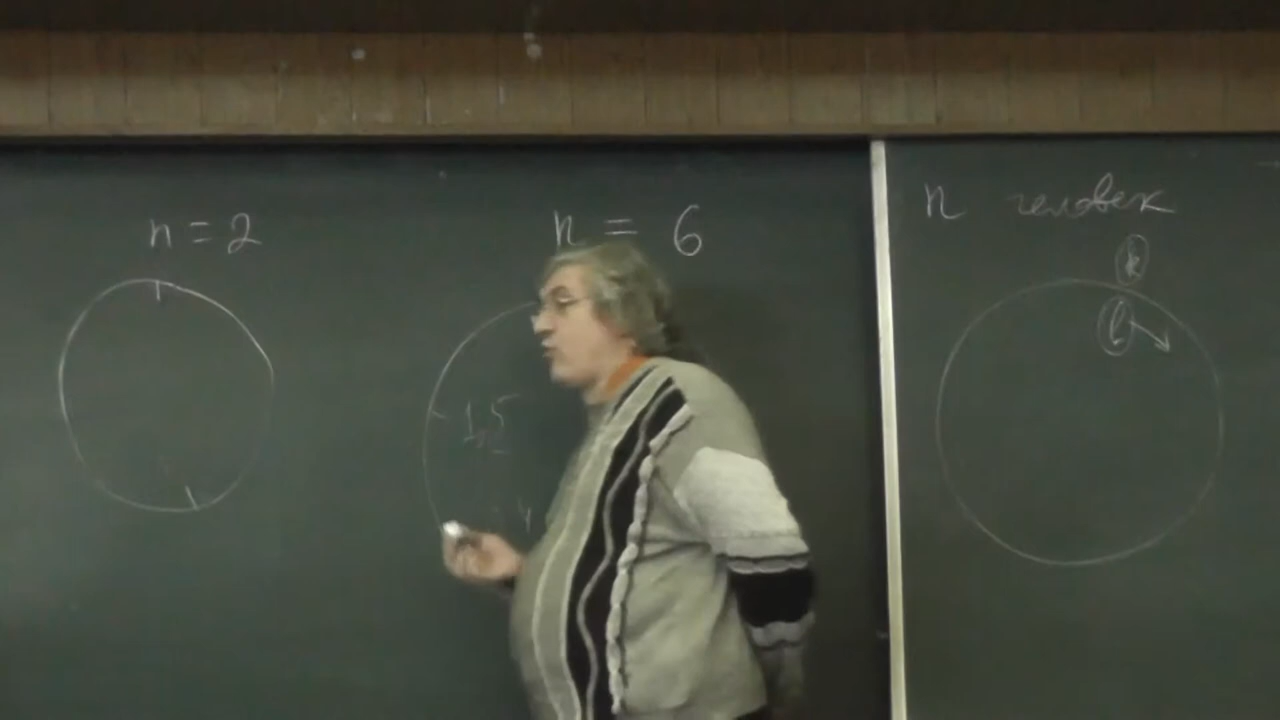 n = 2
n = 6
1,5
n человек
k
l